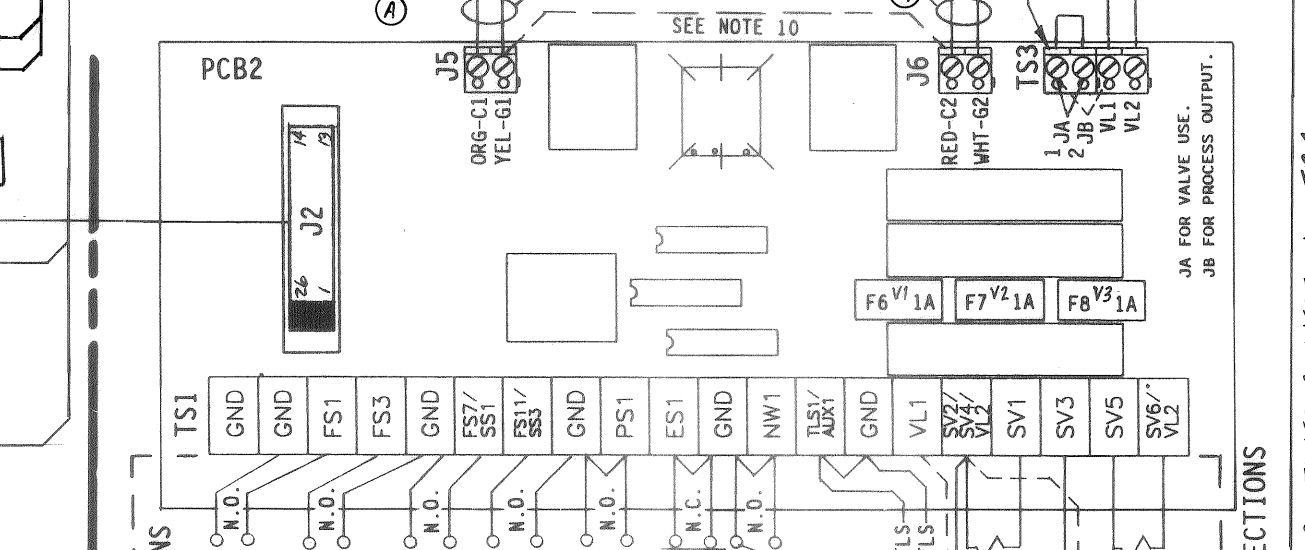 A
SEE NOTE 10
PCB2
J5
ORG-C1
YEL-G1
J6
RED-C2
WHT-G2
TS3
1 JA
2 JB
VL1
VL2
JA FOR VALVE USE.
JB FOR PROCESS OUTPUT.
14
19
J2
26
1
F6 V1 1A
F7 V2 1A
F8 V3 1A
TS1
GND
GND
FS1
FS3
GND
FS7/
SS1
FS11/
SS3
GND
PS1
ES1
GND
NW1
TLS1/
AUX1
GND
VL1
SV2/
SV4/
VL2
SV1
SV3
SV5
SV6/
VL2
N.O.
N.O.
N.O.
N.O.
N.O.
N.C.
N.O.
NS
LS
LS
ECTIONS